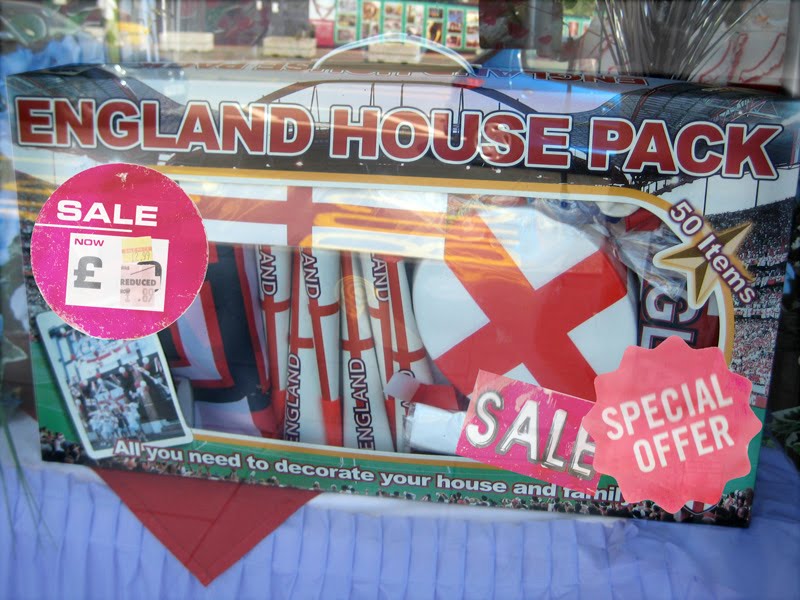 ENGLAND HOUSE PACK
50 Items
SALE
NOW
£
REDUCED
ENGLAND
ENGLAND
ENGLAND
SALE
SPECIAL
OFFER
All you need to decorate your house and